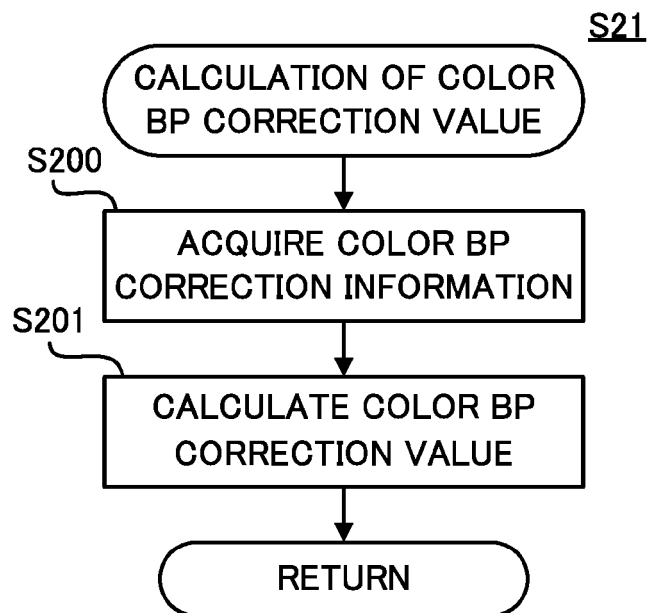 S21
CALCULATION OF COLOR
BP CORRECTION VALUE
S200
ACQUIRE COLOR BP
CORRECTION INFORMATION
S201
CALCULATE COLOR BP
CORRECTION VALUE
RETURN